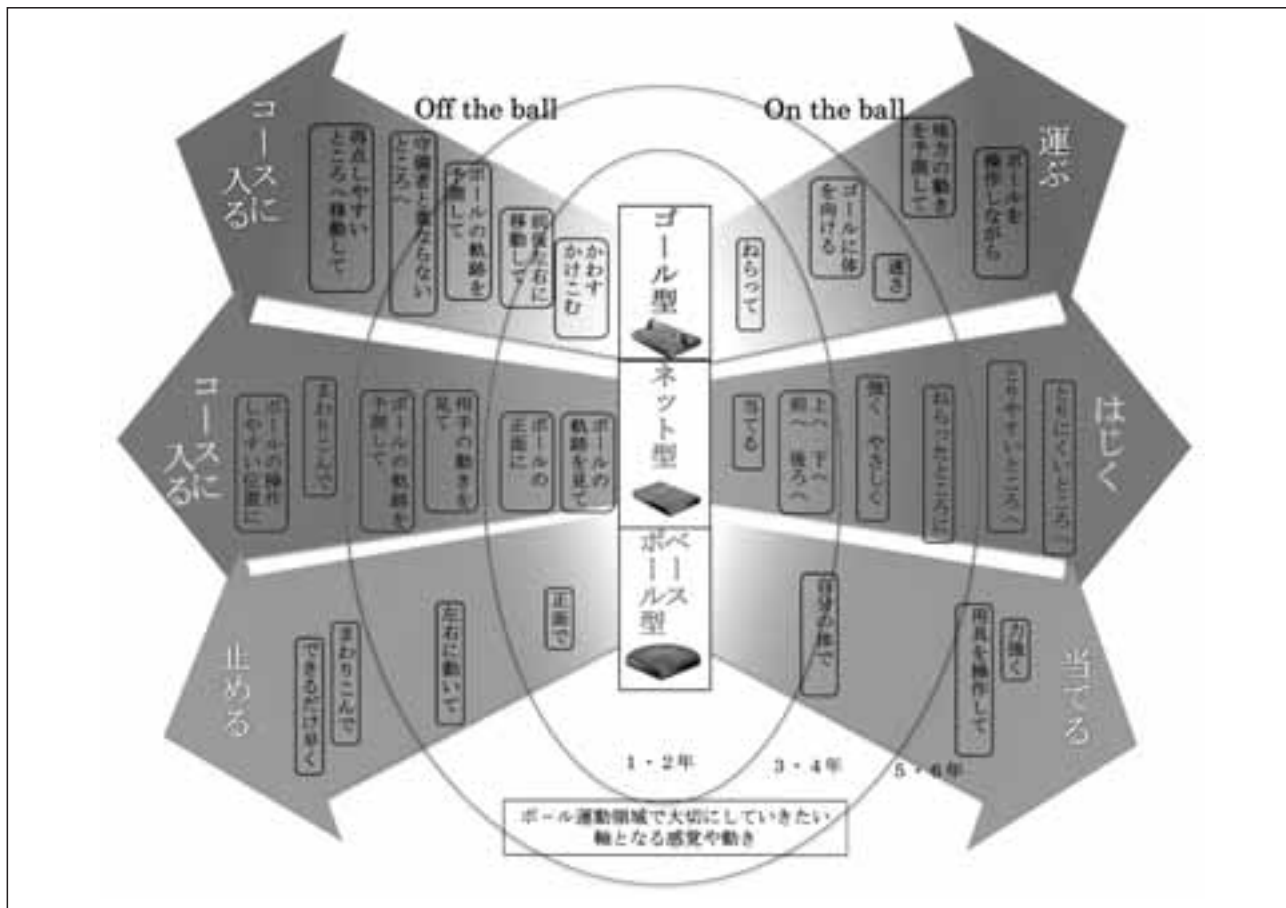 Off the ball
On the ball
コースに
入る
得点しやすい
ところへ移動して
守備者と重ならない
ところへ
ボールの軌跡を
予測して
前後左右に
移動して
かわす
かけこむ
ゴール型
ねらって
ゴールに体
を向ける
速さ
味方の動き
を予測して
ボールを
操作しながら
運ぶ
コースに
入る
ボールの操作
しやすい位置に
まわりこんで
ボールの軌跡を
予測して
相手の動きを
見て
ボールの
正面に
ボールの
軌跡を見て
ネット型
当てる
上へ 下へ
前へ 後ろへ
強く やさしく
ねらったところに
とりやすいところへ
とりにくいところへ
はじく
止める
できるだけ早く
まわりこんで
左右に動いて
正面で
ベース
ボール型
自分の体で
用具を操作して
力強く
当てる
1・2年
3・4年
5・6年
ボール運動領域で大切にしていきたい
軸となる感覚や動き